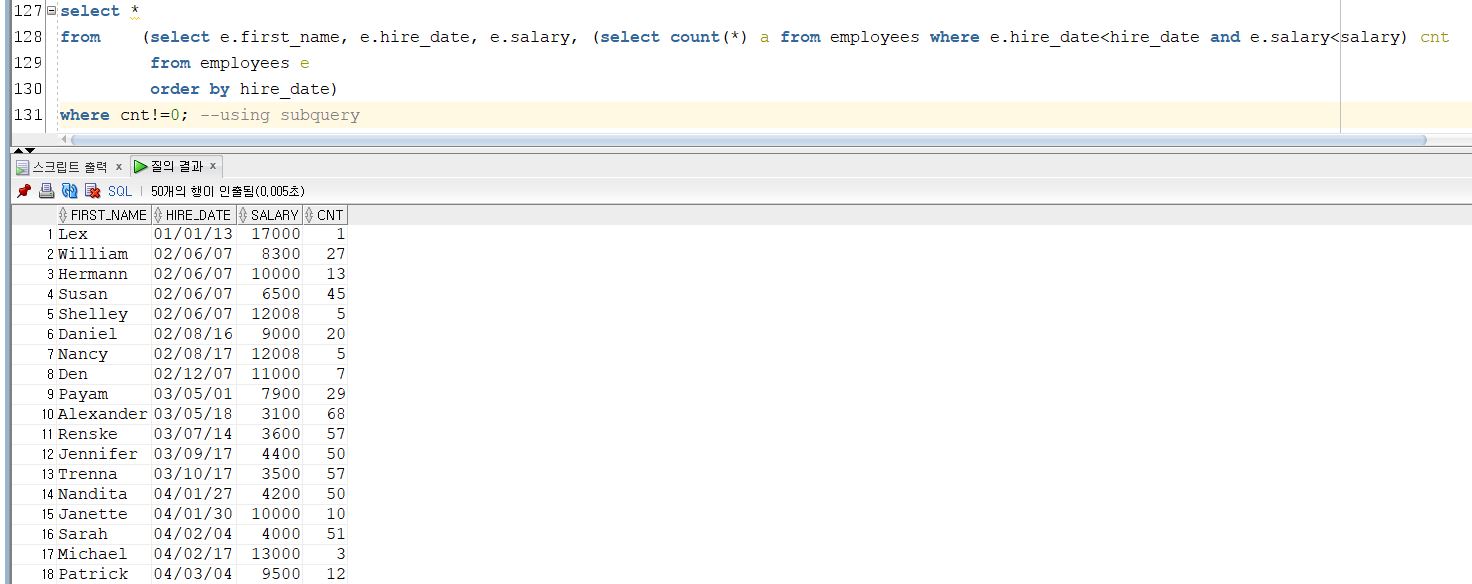 127 select *
128 from (select e.first_name, e.hire_date, e.salary, (select count(*) a from employees where e.hire_date<hire_date and e.salary<salary) cnt
129 from employees e
130 order by hire_date)
131 where cnt!=0; --using subquery
스크립트 출력 x 질의 결과 x
SQL | 50개의 행이 인출됨(0,005초)
FIRST_NAME HIRE_DATE SALARY CNT
1 Lex 01/01/13 17000 1
2 William 02/06/07 8300 27
3 Hermann 02/06/07 10000 13
4 Susan 02/06/07 6500 45
5 Shelley 02/06/07 12008 5
6 Daniel 02/08/16 9000 20
7 Nancy 02/08/17 12008 5
8 Den 02/12/07 11000 7
9 Payam 03/05/01 7900 29
10 Alexander 03/05/18 3100 68
11 Renske 03/07/14 3600 57
12 Jennifer 03/09/17 4400 50
13 Trenna 03/10/17 3500 57
14 Nandita 04/01/27 4200 50
15 Janette 04/01/30 10000 10
16 Sarah 04/02/04 4000 51
17 Michael 04/02/17 13000 3
18 Patrick 04/03/04 9500 12